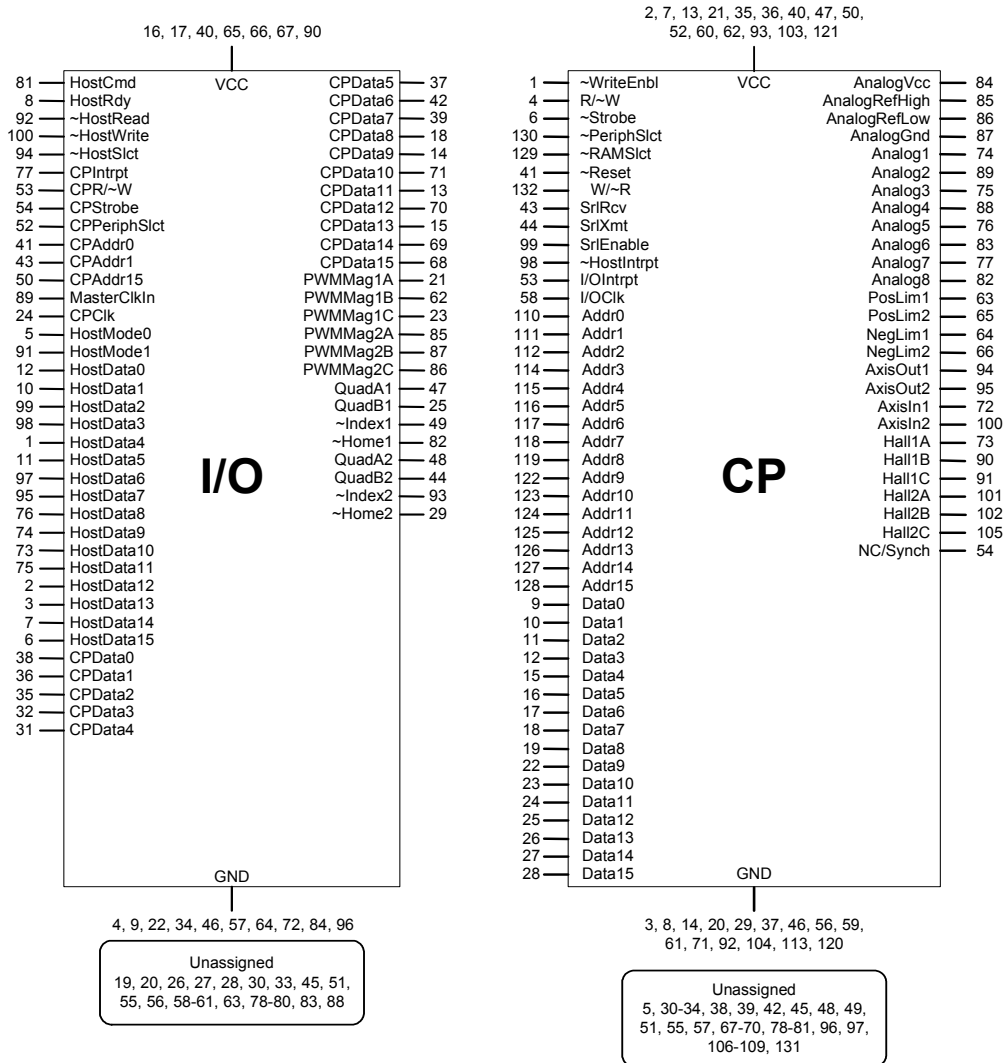 16, 17, 40, 65, 66, 67, 90
VCC
81 HostCmd
8 HostRdy
92 ~HostRead
100 ~HostWrite
94 ~HostSlct
77 CPIntrpt
53 CPR/~W
54 CPStrobe
52 CPPeriphSlct
41 CPAddr0
43 CPAddr1
50 CPAddr15
89 MasterClkIn
24 CPClk
5 HostMode0
91 HostMode1
12 HostData0
10 HostData1
99 HostData2
98 HostData3
1 HostData4
11 HostData5
97 HostData6
95 HostData7
76 HostData8
74 HostData9
73 HostData10
75 HostData11
2 HostData12
3 HostData13
7 HostData14
6 HostData15
38 CPData0
36 CPData1
35 CPData2
32 CPData3
31 CPData4
I/O
CPData5 37
CPData6 42
CPData7 39
CPData8 18
CPData9 14
CPData10 71
CPData11 13
CPData12 70
CPData13 15
CPData14 69
CPData15 68
PWMMag1A 21
PWMMag1B 62
PWMMag1C 23
PWMMag2A 85
PWMMag2B 87
PWMMag2C 86
QuadA1 47
QuadB1 25
~Index1 49
~Home1 82
QuadA2 48
QuadB2 44
~Index2 93
~Home2 29
GND
4, 9, 22, 34, 46, 57, 64, 72, 84, 96
Unassigned
19, 20, 26, 27, 28, 30, 33, 45, 51,
55, 56, 58-61, 63, 78-80, 83, 88
2, 7, 13, 21, 35, 36, 40, 47, 50,
52, 60, 62, 93, 103, 121
VCC
1 ~WriteEnbl
4 R/~W
6 ~Strobe
130 ~PeriphSlct
129 ~RAMSlct
41 ~Reset
132 W/~R
43 SrlRcv
44 SrlXmt
99 SrlEnable
98 ~HostIntrpt
53 I/OIntrpt
58 I/OClk
110 Addr0
111 Addr1
112 Addr2
114 Addr3
115 Addr4
116 Addr5
117 Addr6
118 Addr7
119 Addr8
122 Addr9
123 Addr10
124 Addr11
125 Addr12
126 Addr13
127 Addr14
128 Addr15
9 Data0
10 Data1
11 Data2
12 Data3
15 Data4
16 Data5
17 Data6
18 Data7
19 Data8
22 Data9
23 Data10
24 Data11
25 Data12
26 Data13
27 Data14
28 Data15
CP
AnalogVcc 84
AnalogRefHigh 85
AnalogRefLow 86
AnalogGnd 87
Analog1 74
Analog2 89
Analog3 75
Analog4 88
Analog5 76
Analog6 83
Analog7 77
Analog8 82
PosLim1 63
PosLim2 65
NegLim1 64
NegLim2 66
AxisOut1 94
AxisOut2 95
AxisIn1 72
AxisIn2 100
Hall1A 73
Hall1B 90
Hall1C 91
Hall2A 101
Hall2B 102
Hall2C 105
NC/Synch 54
GND
3, 8, 14, 20, 29, 37, 46, 56, 59,
61, 71, 92, 104, 113, 120
Unassigned
5, 30-34, 38, 39, 42, 45, 48, 49,
51, 55, 57, 67-70, 78-81, 96, 97,
106-109, 131